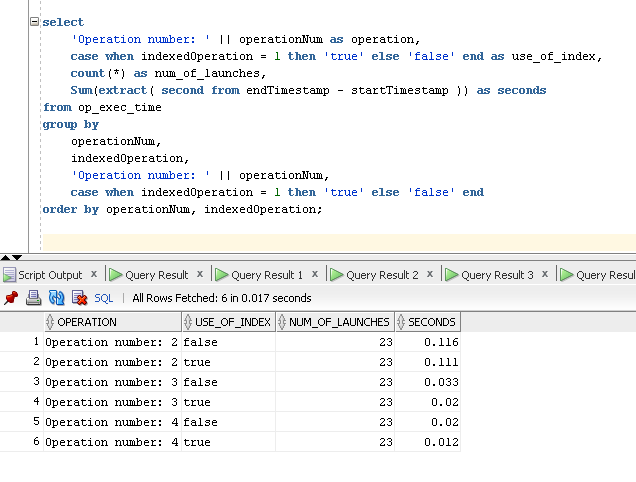 select
'Operation number: ' || operationNum as operation,
case when indexedOperation = 1 then 'true' else 'false' end as use_of_index,
count(*) as num_of_launches,
Sum(extract( second from endTimestamp - startTimestamp )) as seconds
from op_exec_time
group by
operationNum,
indexedOperation,
'Operation number: ' || operationNum,
case when indexedOperation = 1 then 'true' else 'false' end
order by operationNum, indexedOperation;
Script Output x Query Result x Query Result 1 x Query Result 2 x Query Result 3 x Query Resul
SQL | All Rows Fetched: 6 in 0.017 seconds
OPERATION USE_OF_INDEX NUM_OF_LAUNCHES SECONDS
1 Operation number: 2 false 23 0.116
2 Operation number: 2 true 23 0.111
3 Operation number: 3 false 23 0.033
4 Operation number: 3 true 23 0.02
5 Operation number: 4 false 23 0.02
6 Operation number: 4 true 23 0.012